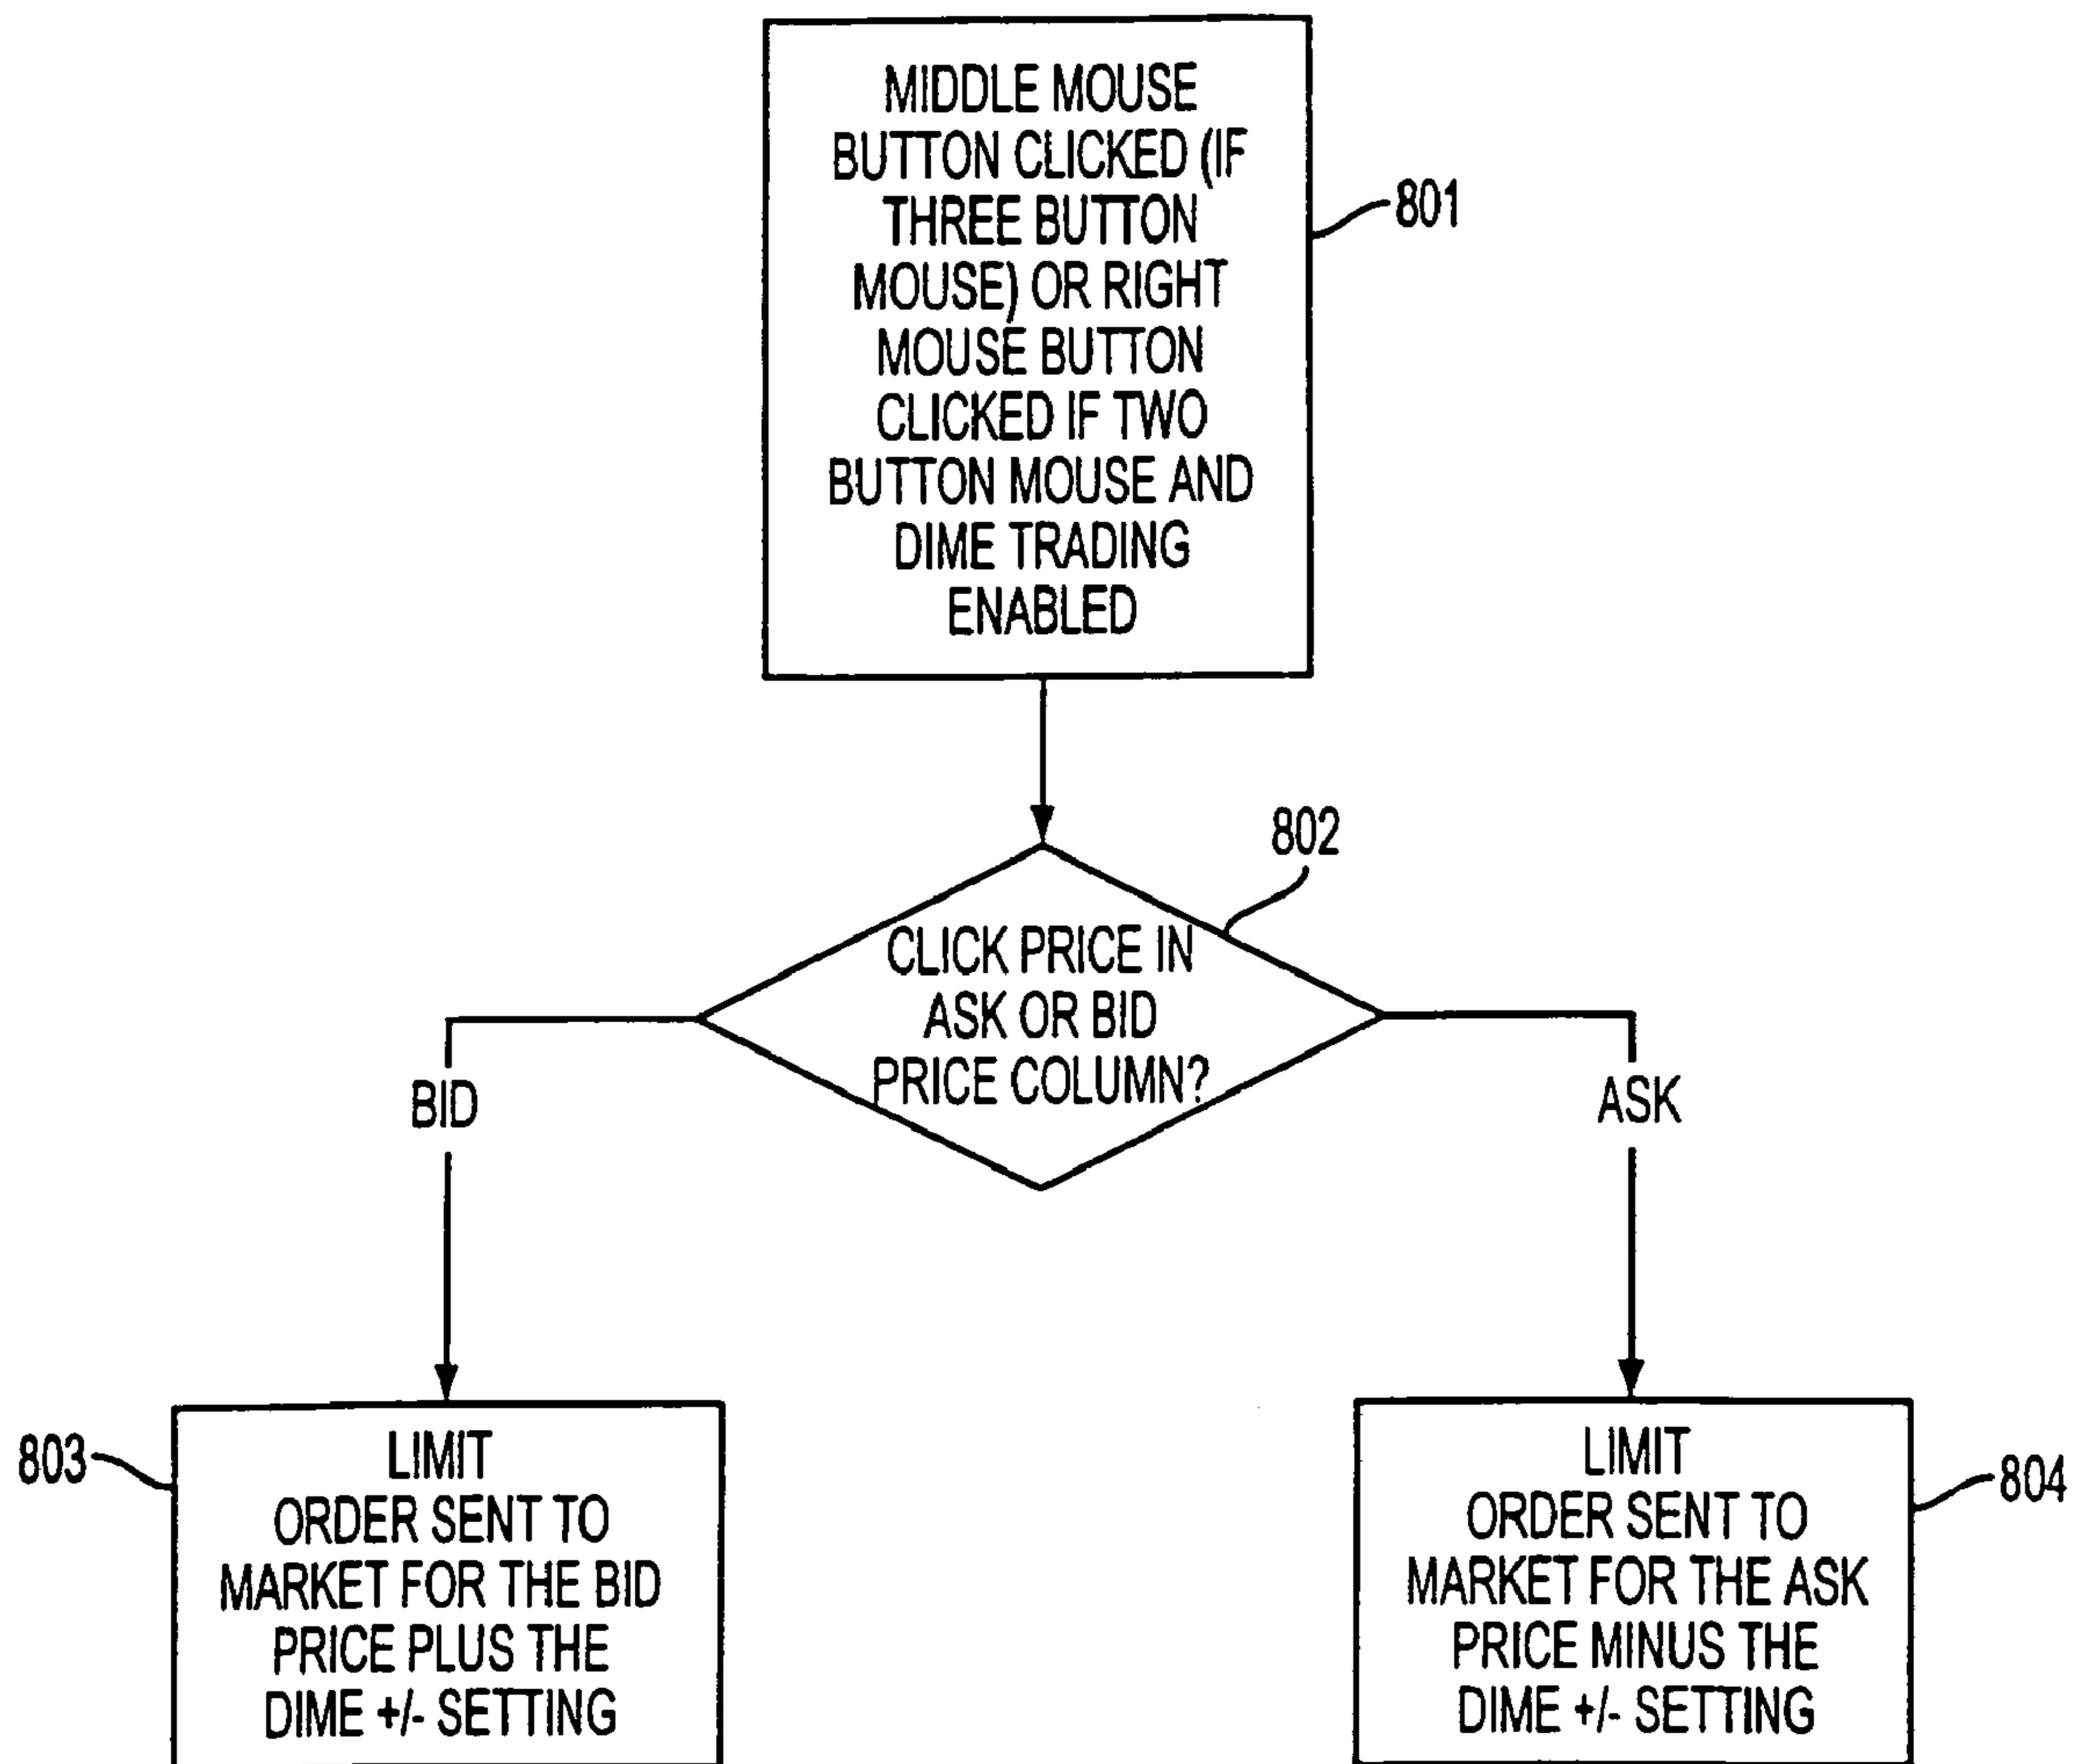 MIDDLE MOUSE
BUTTON CLICKED (IF
THREE BUTTON
MOUSE) OR RIGHT
MOUSE BUTTON
CLICKED IF TWO
BUTTON MOUSE AND
DIME TRADING
ENABLED
801
802
CLICK PRICE IN
ASK OR BID
PRICE COLUMN?
BID
ASK
803
LIMIT
ORDER SENT TO
MARKET FOR THE BID
PRICE PLUS THE
DIME +/- SETTING
LIMIT
ORDER SENT TO
MARKET FOR THE ASK
PRICE MINUS THE
DIME +/- SETTING
804